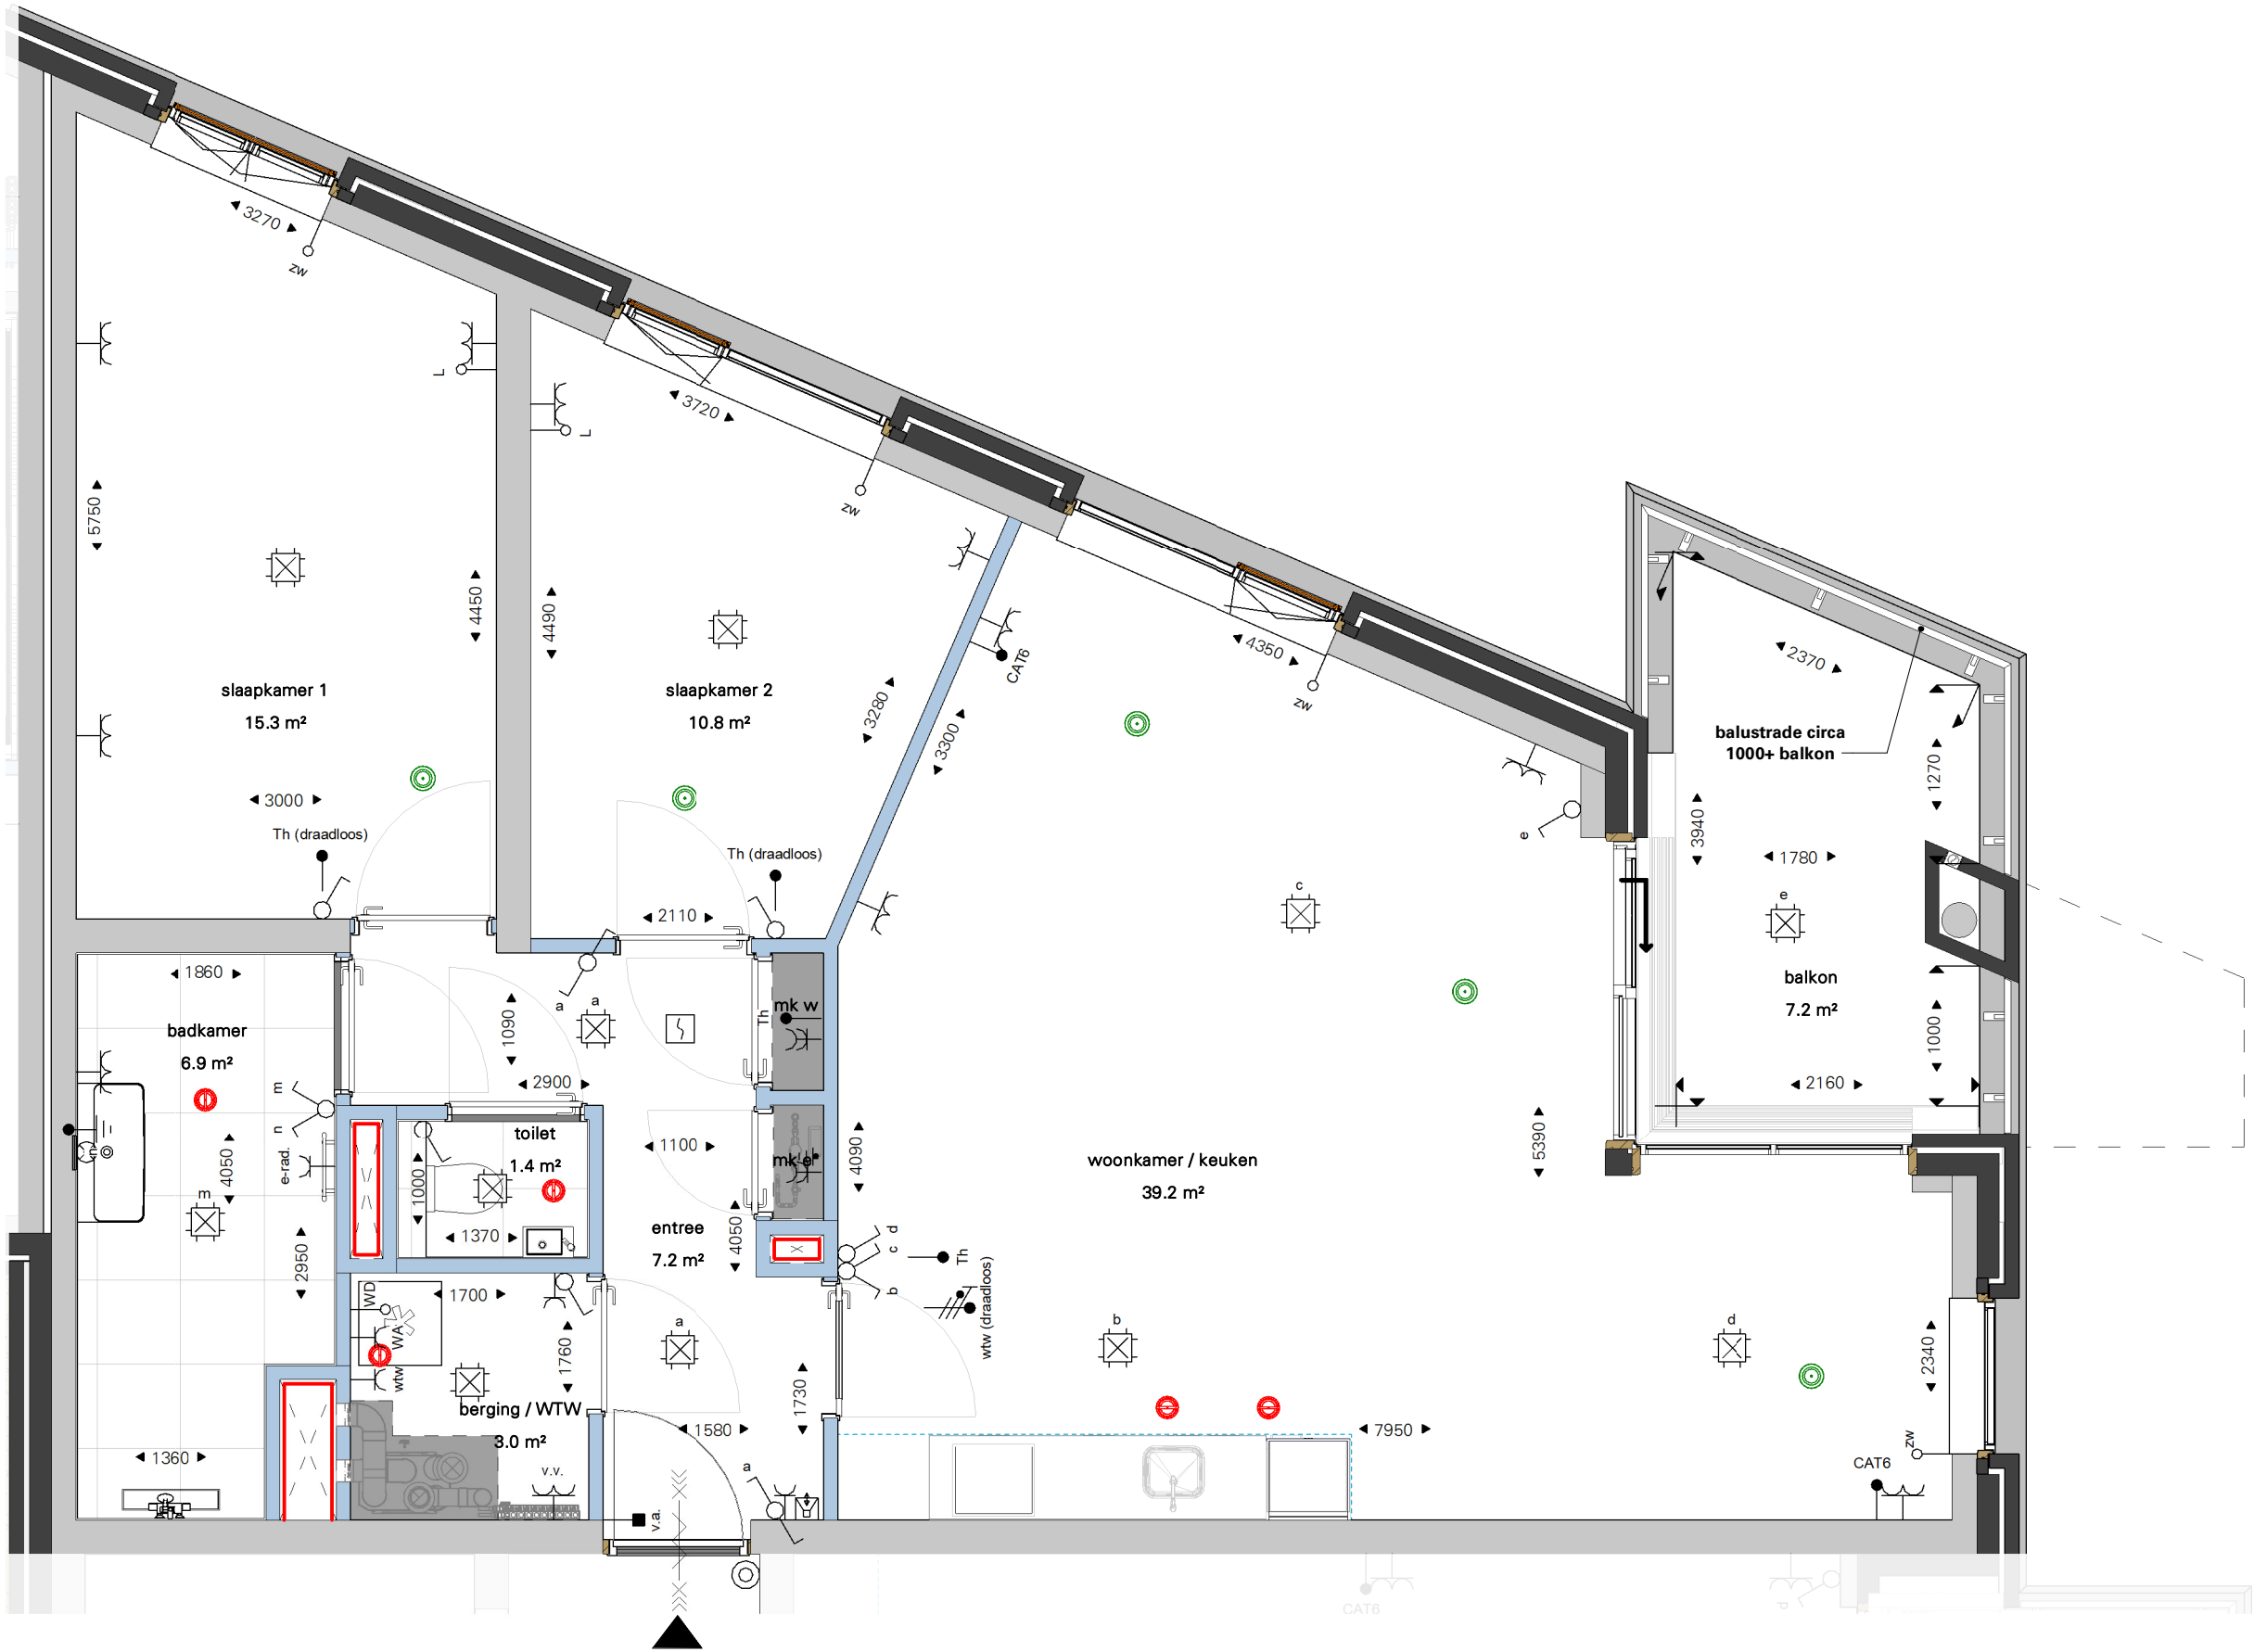 3270
zw
L
3720
L
zw
5750
4450
4490
CAT6
4350
zw
2370
slaapkamer 1
15.3 m²
slaapkamer 2
10.8 m²
3280
3300
balustrade circa
1000+ balkon
1270
3000
Th (draadloos)
Th (draadloos)
e
3940
1780
2110
c
e
1860
a
a
mk w
Th
balkon
7.2 m²
badkamer
6.9 m²
1090
1000
2900
2160
m
n
toilet
1.4 m²
1100
mk el
4090
5390
woonkamer / keuken
39.2 m²
e-rad.
4050
m
1000
1370
entree
7.2 m²
4050
d
c
b
Th
wtw (draadloos)
2950
WD
WA
wtw
1700
1760
a
b
d
2340
1730
berging / WTW
3.0 m²
1580
7950
zw
1360
v.v.
a
CAT6
v.a.
CAT6
d